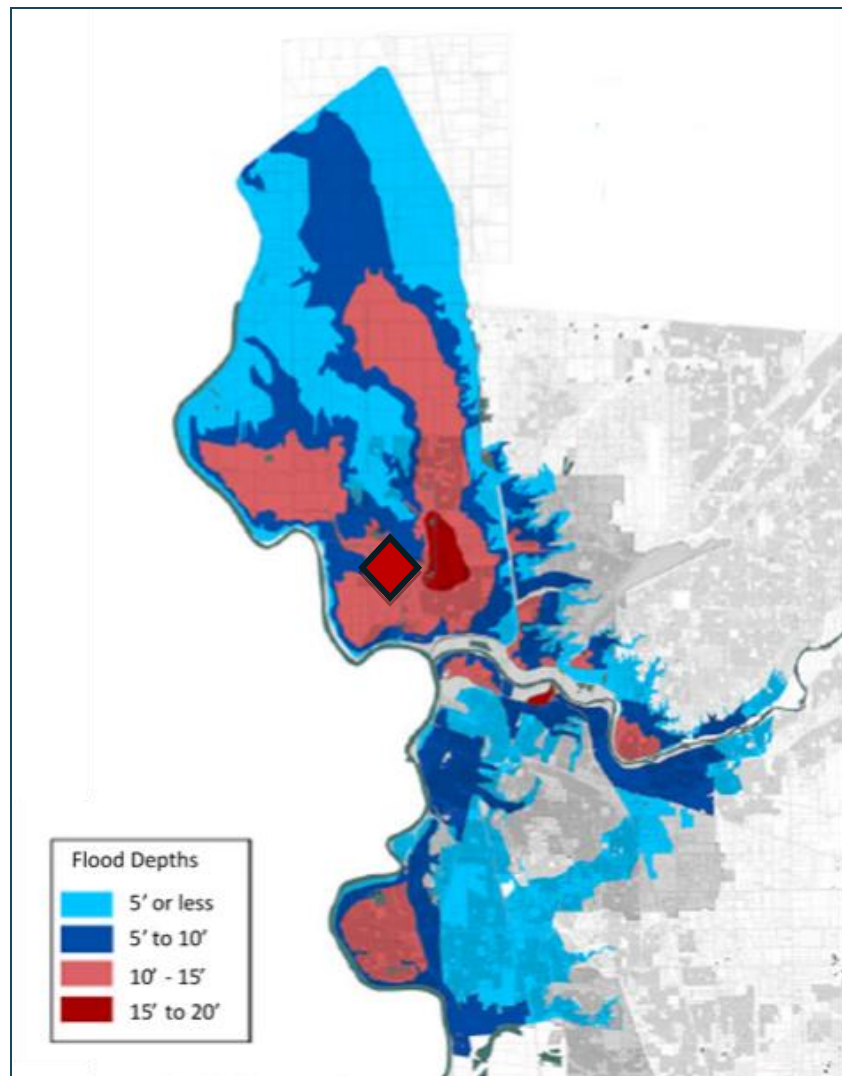 Flood Depths
5' or less
5' to 10'
10' - 15'
15' to 20'